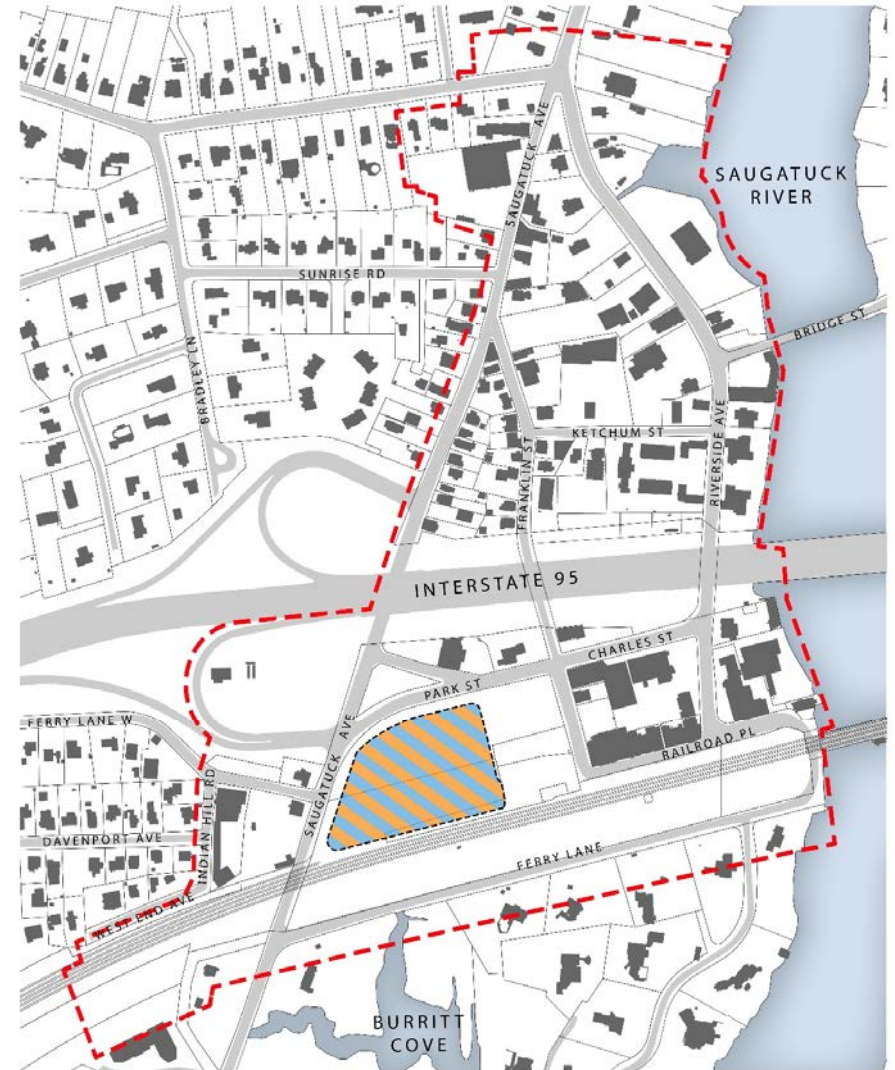 SAUGATUCK AVE
SAUGATUCK
RIVER
SUNRISE RD
BRIDGE ST
BRADLEY LN
KETCHUM ST
FRANKLIN ST
RIVERSIDE AVE
INTERSTATE 95
CHARLES ST
PARK ST
FERRY LANE W
SAUGATUCK AVE
RAILROAD PL
INDIAN HILL RD
DAVENPORT AVE
FERRY LANE
WEST END AVE
BURRITT
COVE